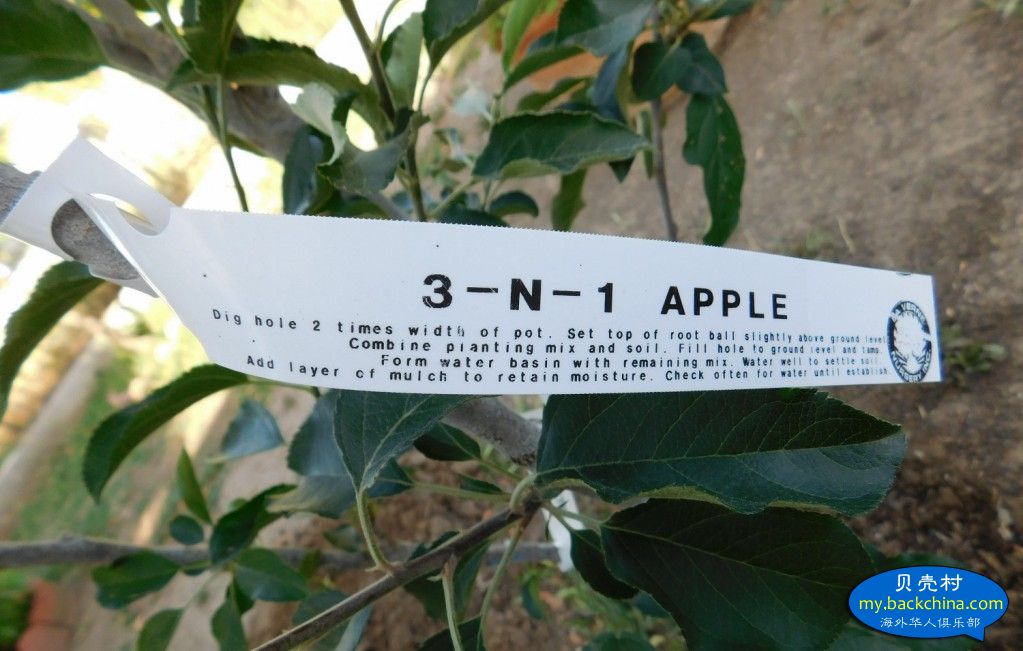 3-N-1 APPLE
Dig hole 2 times width of pot. Set top of root ball slightly above ground level
Combine planting mix and soil. Fill hole to ground level and tamp.
Form water basin with remaining mix. Water well to settle soil.
Add layer of mulch to retain moisture. Check often for water until establish
贝壳村
my.backchina.com
海外华人俱乐部